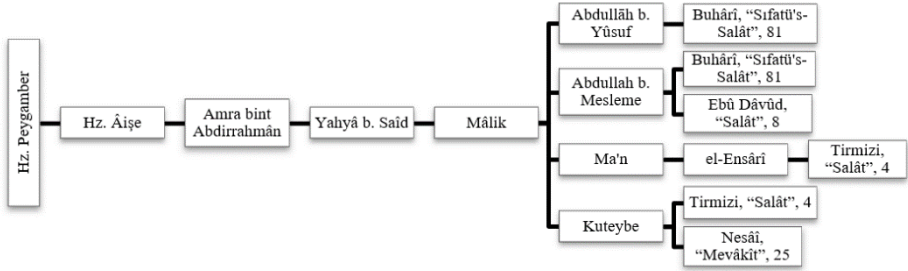 Hz. Peygamber
Hz. Âişe
Amra bint
Abdirrahmân
Yahyâ b. Saîd
Mâlik
Abdullāh b.
Yûsuf
Buhârî, “Sıfatü's-
Salât”, 81
Abdullah b.
Mesleme
Buhârî, “Sıfatü's-
Salât”, 81
Ebû Dâvûd,
“Salât”, 8
Ma'n
el-Ensârî
Tirmizi,
“Salât”, 4
Kuteybe
Tirmizi, “Salât”, 4
Nesâî,
“Mevâkît”, 25